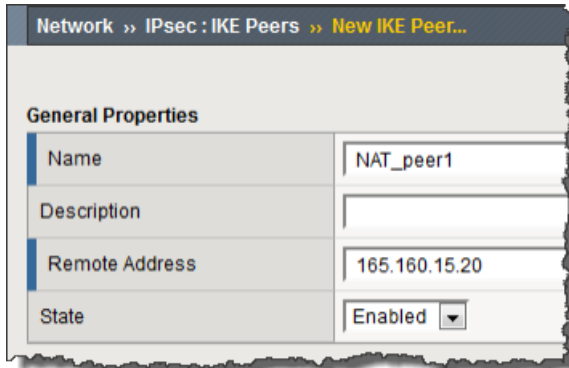 Network ›› IPsec : IKE Peers ›› New IKE Peer...
General Properties
Name NAT_peer1
Description
Remote Address 165.160.15.20
State Enabled